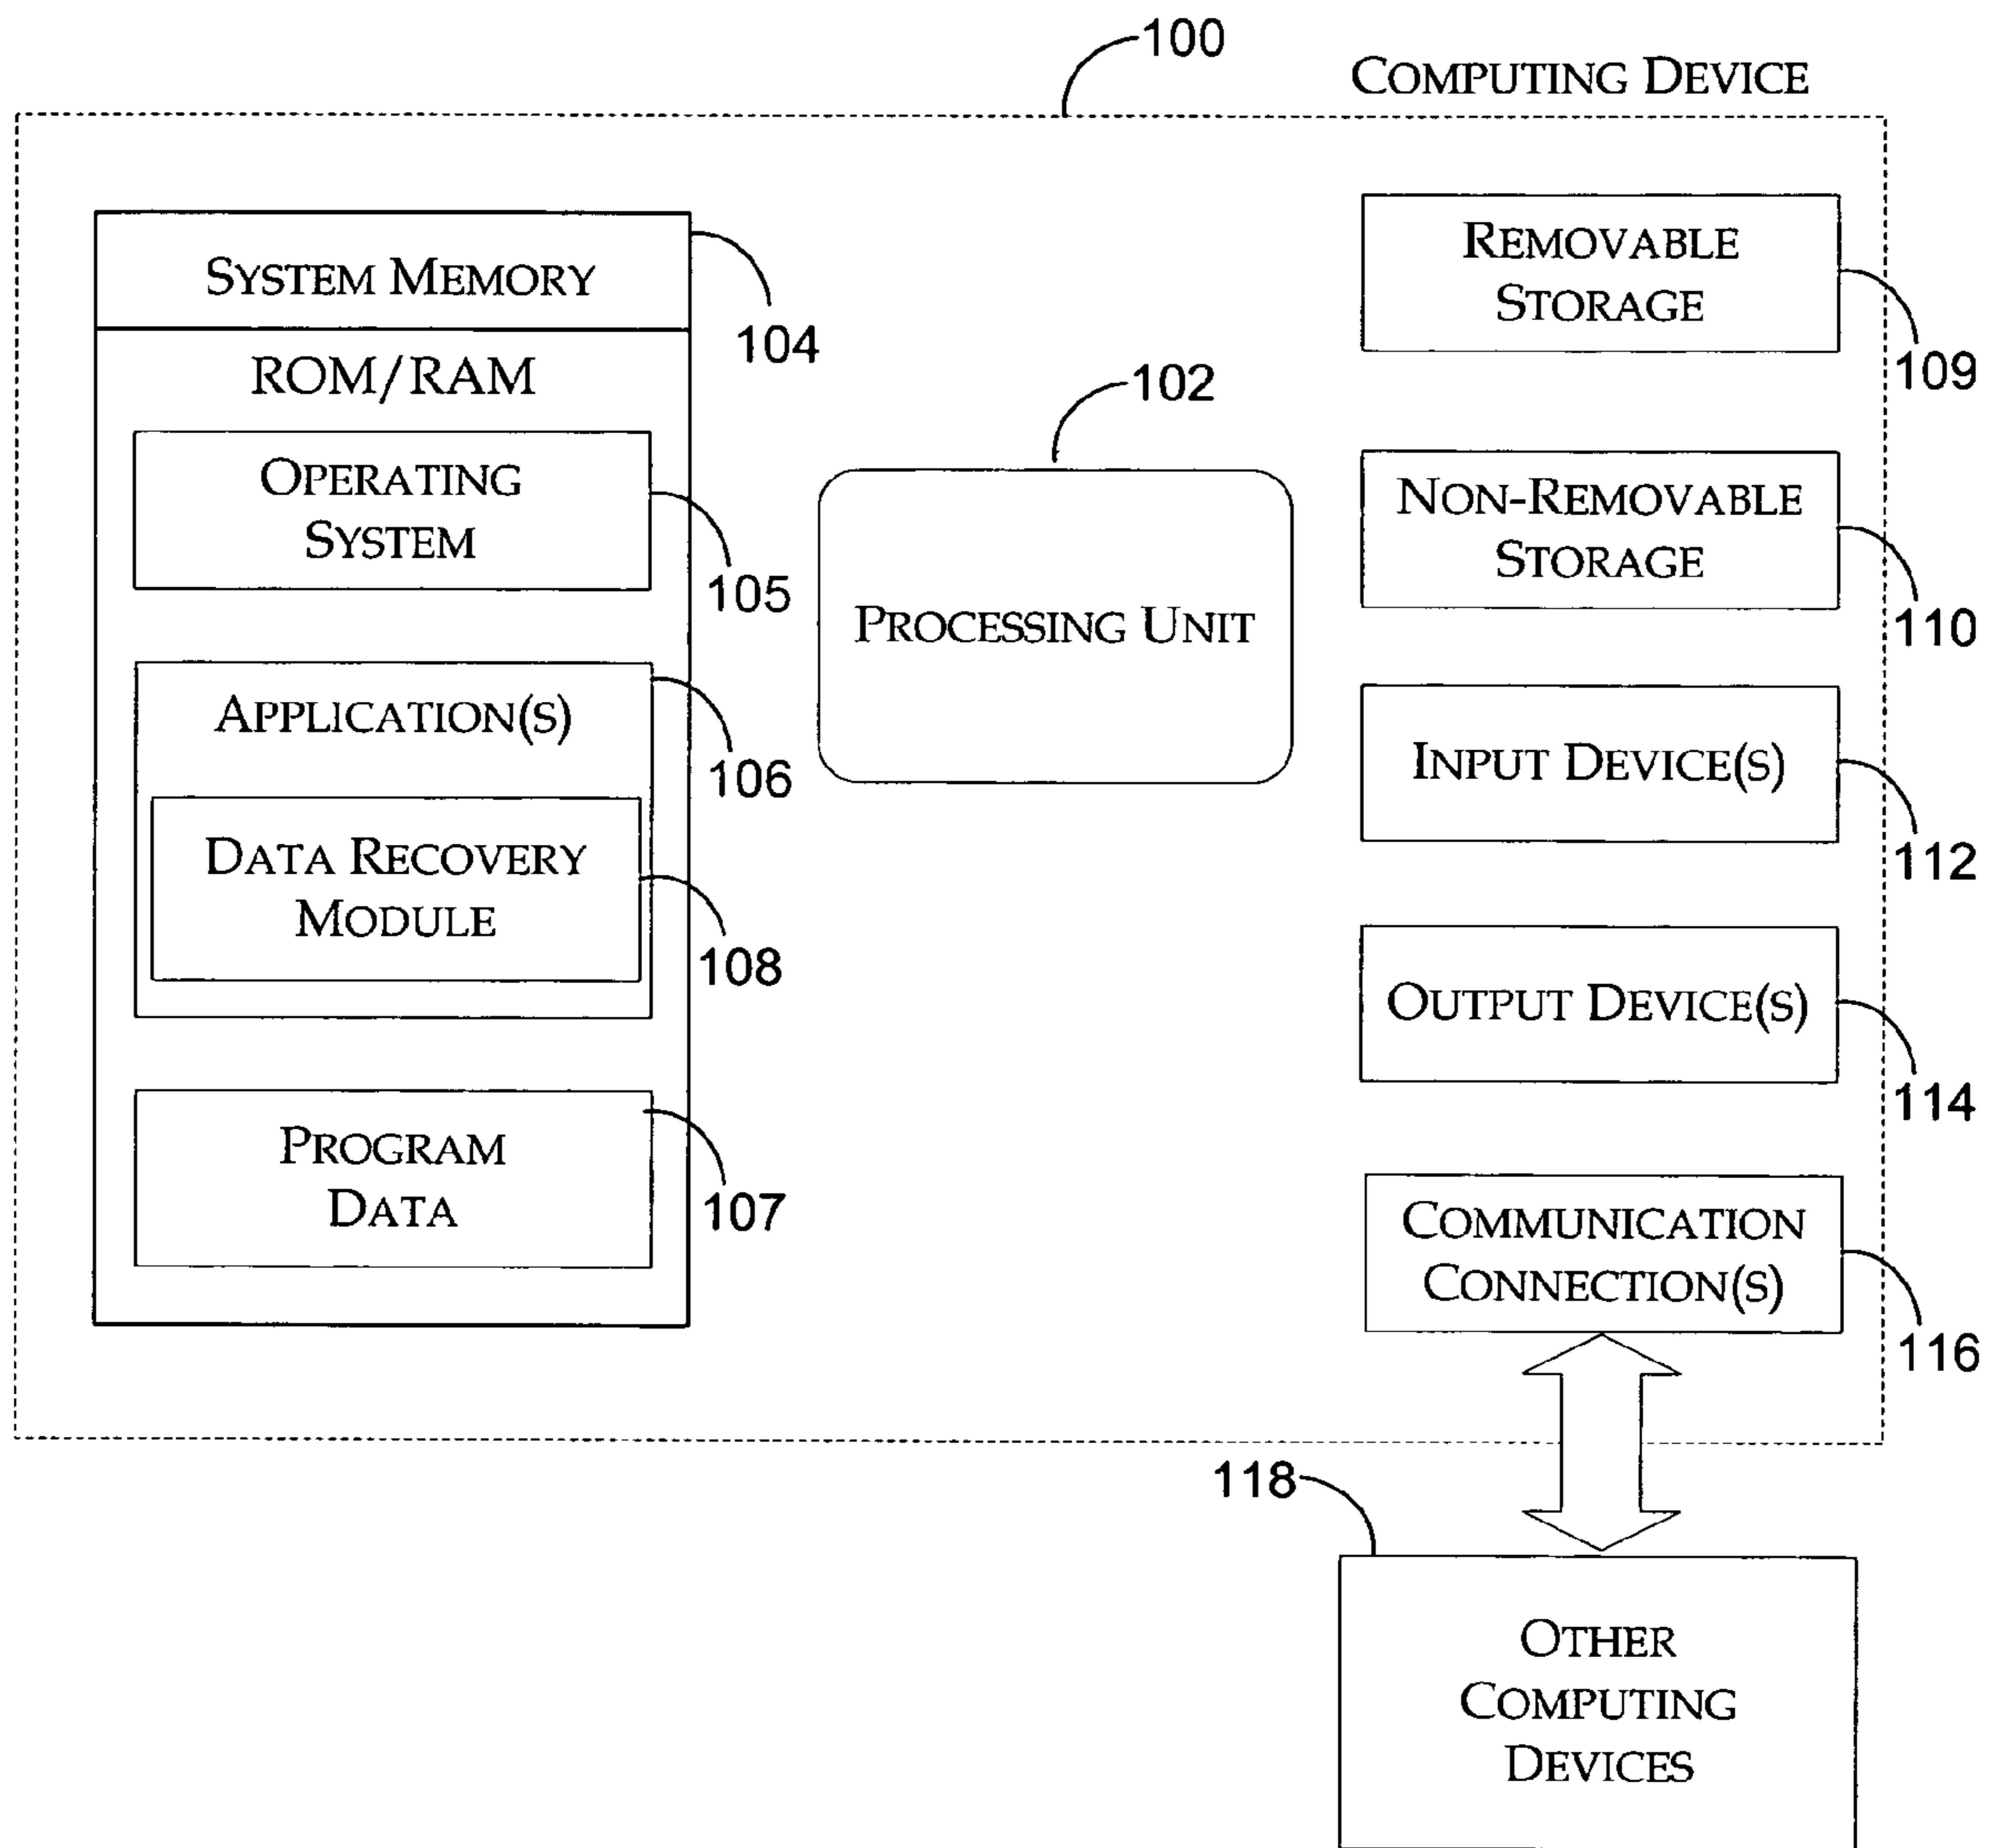 100
COMPUTING DEVICE
SYSTEM MEMORY
104
ROM/RAM
OPERATING
SYSTEM
105
APPLICATION(S)
106
DATA RECOVERY
MODULE
108
PROGRAM
DATA
107
102
PROCESSING UNIT
REMOVABLE
STORAGE
109
NON-REMOVABLE
STORAGE
110
INPUT DEVICE(S)
112
OUTPUT DEVICE(S)
114
COMMUNICATION
CONNECTION(S)
116
118
OTHER
COMPUTING
DEVICES